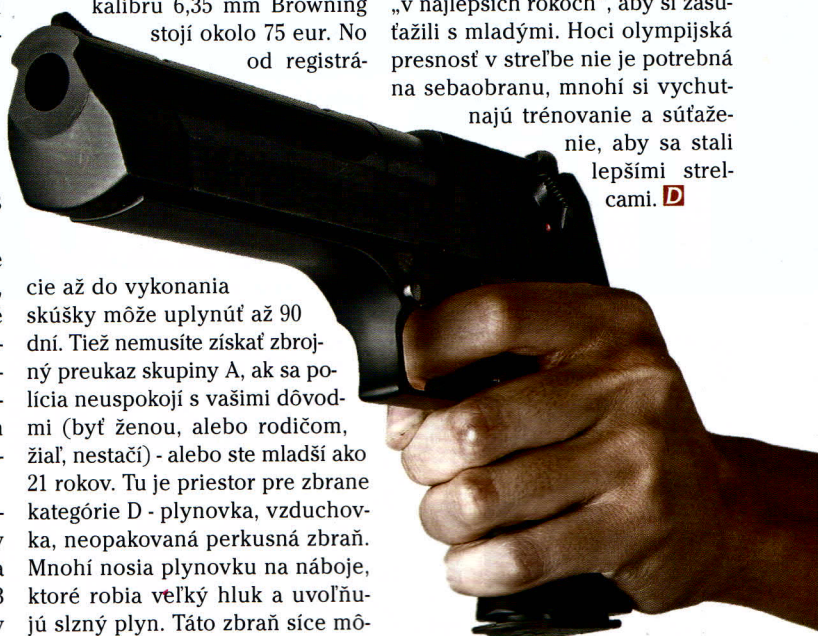 kalibru 6,35 mm Browning
stojí okolo 75 eur. No
od registrá-
cie až do vykonania
skúšky môže uplynúť až 90
dní. Tiež nemusíte získať zbroj-
ný preukaz skupiny A, ak sa po-
lícia neuspokojí s vašimi dôvod-
mi (byť ženou, alebo rodičom,
žiaľ, nestačí) - alebo ste mladší ako
21 rokov. Tu je priestor pre zbrane
kategórie D - plynovka, vzduchov-
ka, neopakovaná perkusná zbraň.
Mnohí nosia plynovku na náboje,
ktoré robia veľký hluk a uvoľňu-
jú slzný plyn. Táto zbraň síce mô-
„v najlepších rokoch“, aby si zasú-
ťažili s mladými. Hoci olympijská
presnosť v streľbe nie je potrebná
na sebaobranu, mnohí si vychut-
najú trénovanie a súťaže-
nie, aby sa stali
lepšími strel-
cami. D